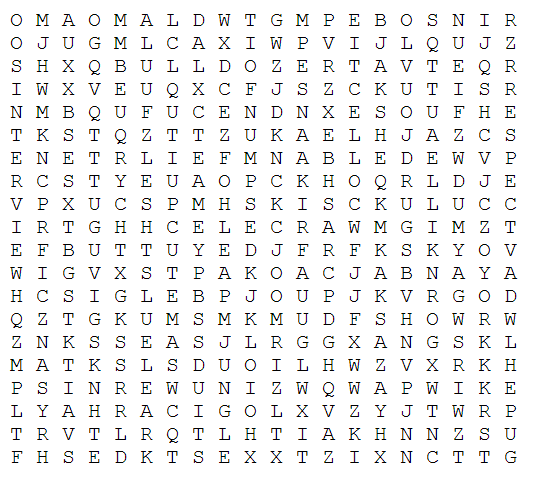 O M A O M A L D W T G M P E B O S N I R
O J U G M L C A X I W P V I J L Q U J Z
S H X Q B U L L D O Z E R T A V T E Q R
I W X V E U Q X C F J S Z C K U T I S R
N M B Q U F U C E N D N X E S O U F H E
T K S T Q Z T T Z U K A E L H J A Z C S
E N E T R L I E F M N A B L E D E W V P
R C S T Y E U A O P C K H O Q R L D J E
V P X U C S P M H S K I S C K U L U C C
I R T G H H C E L E C R A W M G I M Z T
E F B U T T U Y E D J F R F K S K Y O V
W I G V X S T P A K O A C J A B N A Y A
H C S I G L E B P J O U P J K V R G O D
Q Z T G K U M S M K M U D F S H O W R W
Z N K S S E A S J L R G G X A N G S K L
M A T K S L S D U O I L H W Z V X R K H
P S I N R E W U N I Z W Q W A P W I K E
L Y A H R A C I G O L X V Z Y J T W R P
T R V T L R Q T L H T I A K H N N Z S U
F H S E D K T S E X X T Z I X N C T T G